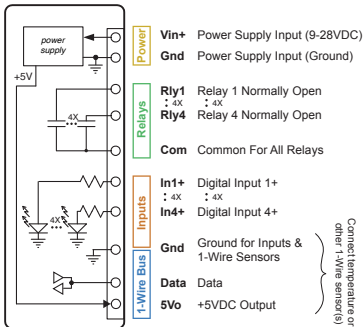 power
supply
+5V
4X
4X
Power
Vin+ Power Supply Input (9-28VDC)
Gnd Power Supply Input (Ground)
Relays
Rly1 Relay 1 Normally Open
: 4X : 4X
Rly4 Relay 4 Normally Open
Com Common For All Relays
Inputs
In1+ Digital Input 1+
: 4X : 4X
In4+ Digital Input 4+
Gnd Ground for Inputs &
1-Wire Sensors
1-Wire Bus
Data Data
5Vo +5VDC Output
Connect temperature or
other 1-Wire sensor(s)